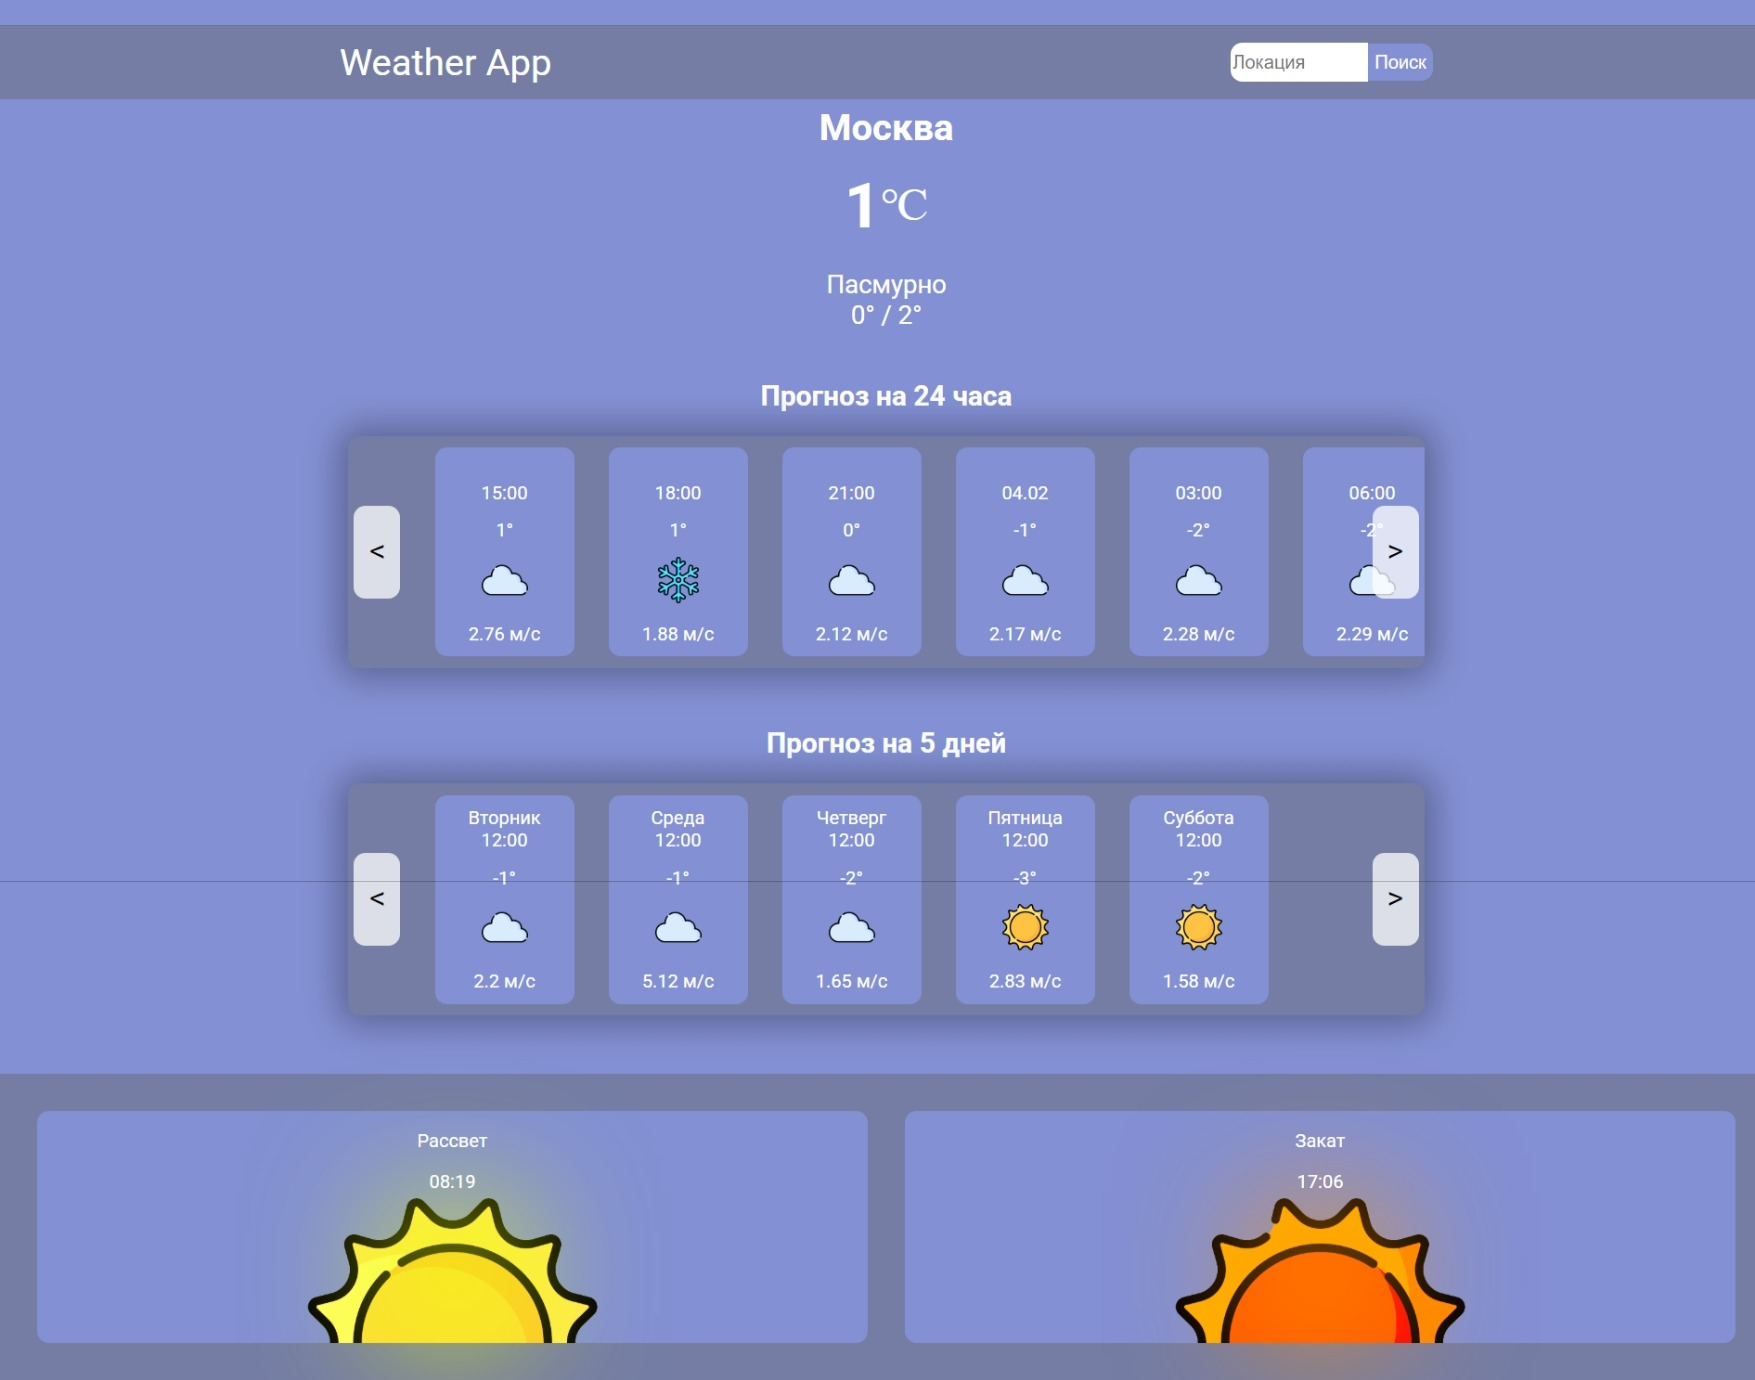 Weather App
Локация
Поиск
Москва
1℃
Пасмурно
0° / 2°
Прогноз на 24 часа
15:00 18:00 21:00 04.02 03:00 06:00
1° 1° 0° -1° -2° -2°
< >
2.76 м/с 1.88 м/с 2.12 м/с 2.17 м/с 2.28 м/с 2.29 м/с
Прогноз на 5 дней
Вторник Среда Четверг Пятница Суббота
12:00 12:00 12:00 12:00 12:00
-1° -1° -2° -3° -2°
< >
2.2 м/с 5.12 м/с 1.65 м/с 2.83 м/с 1.58 м/с
Рассвет Закат
08:19 17:06